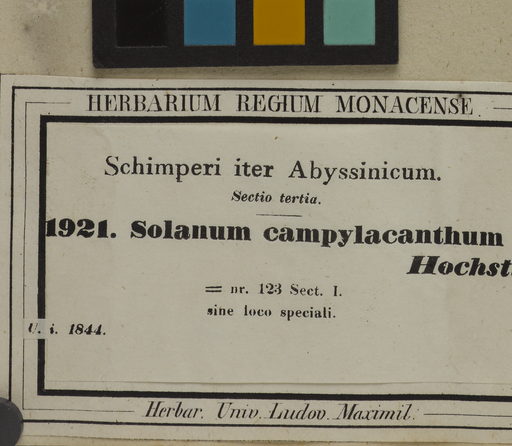 HERBARIUM REGIUM MONACENSE
Schimperi iter Abyssinicum.
Sectio tertia.
1921. Solanum campylacanthum
Hochst.
= nr. 123 Sect. I.
sine loco speciali.
U. i. 1844.
Herbar. Univ. Ludov. Maximil.